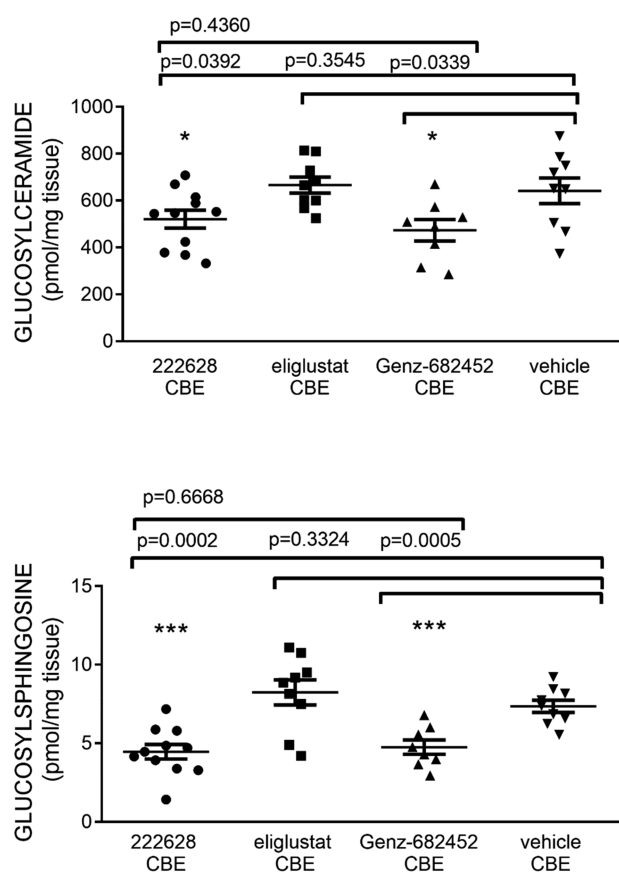 p=0.4360
p=0.0392 p=0.3545 p=0.0339
GLUCOSYLCERAMIDE
(pmol/mg tissue)
1000
800
600
400
200
0
*
*
222628 eliglustat Genz-682452 vehicle
CBE CBE CBE CBE
p=0.6668
p=0.0002 p=0.3324 p=0.0005
GLUCOSYLSPHINGOSINE
(pmol/mg tissue)
15
10
5
0
***
***
222628 eliglustat Genz-682452 vehicle
CBE CBE CBE CBE